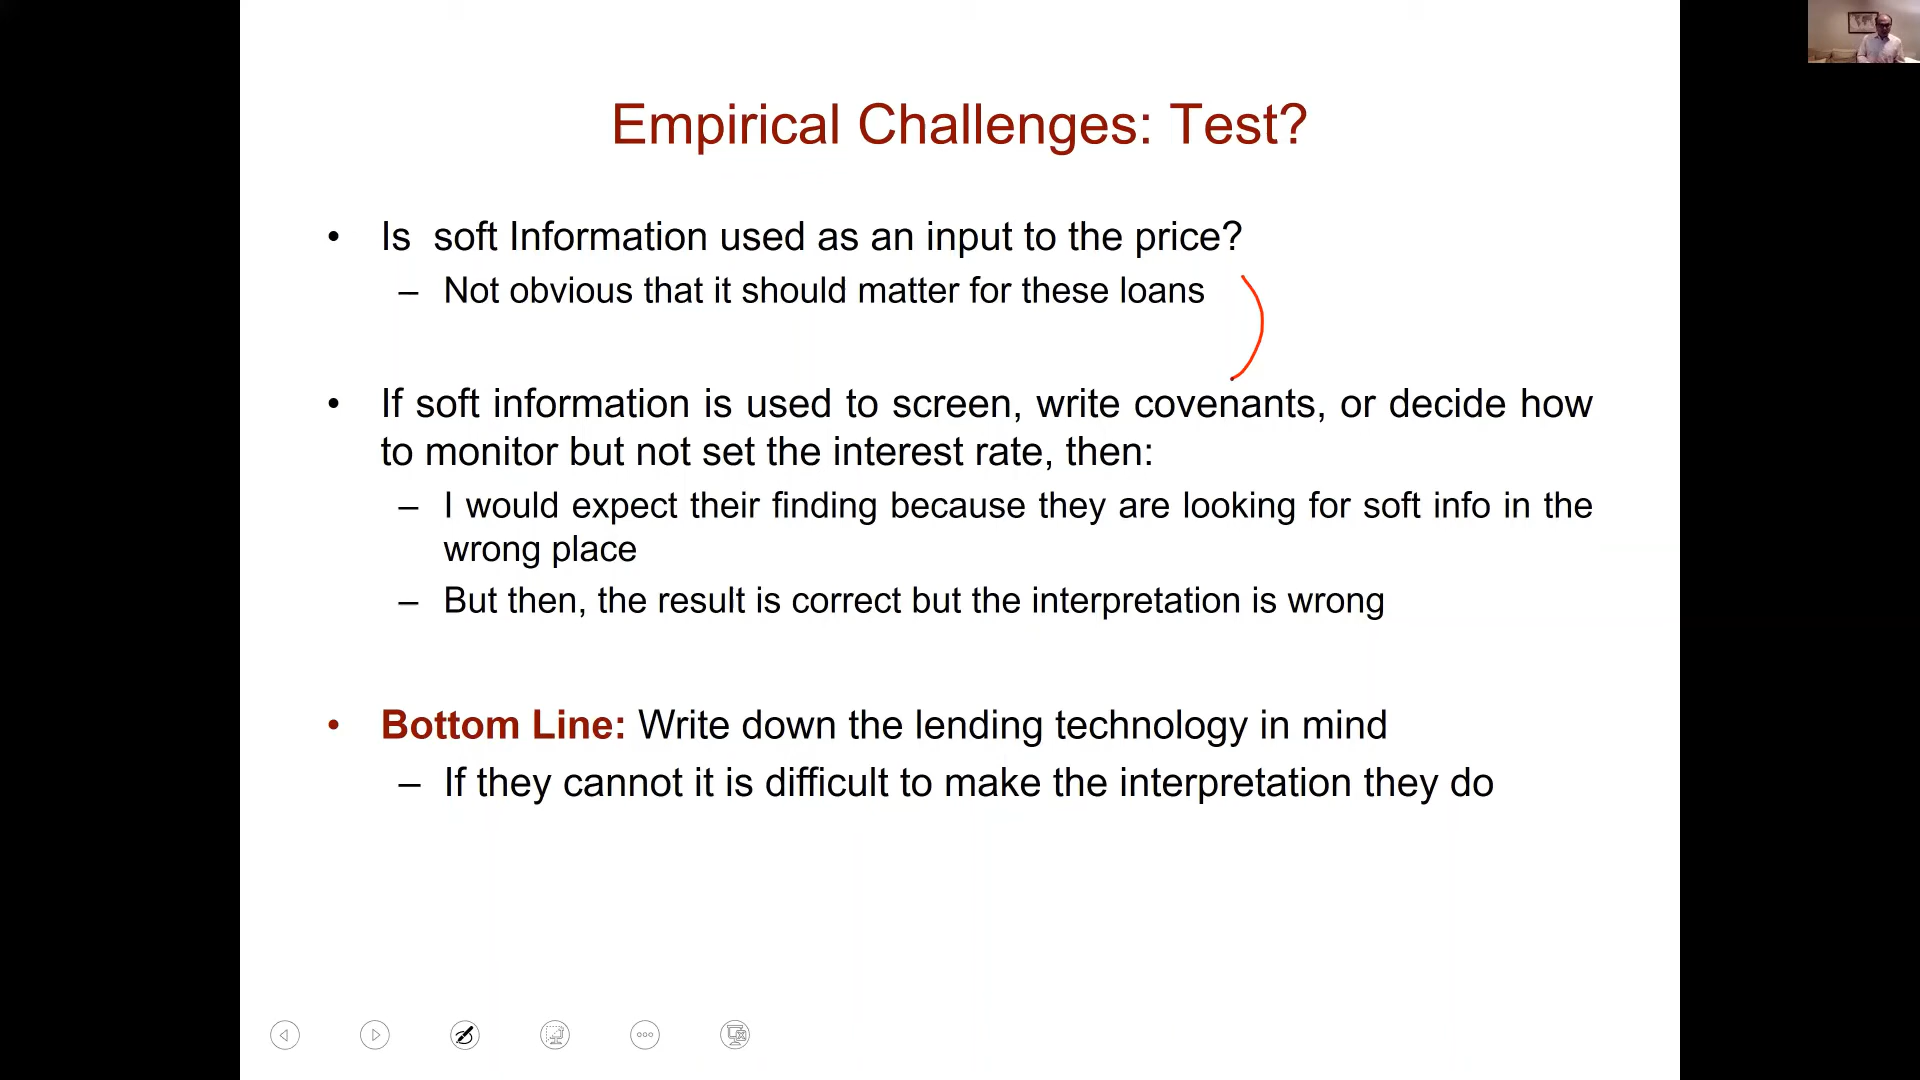 Empirical Challenges: Test?
• Is soft Information used as an input to the price?
– Not obvious that it should matter for these loans
• If soft information is used to screen, write covenants, or decide how
to monitor but not set the interest rate, then:
– I would expect their finding because they are looking for soft info in the
wrong place
– But then, the result is correct but the interpretation is wrong
• Bottom Line: Write down the lending technology in mind
– If they cannot it is difficult to make the interpretation they do